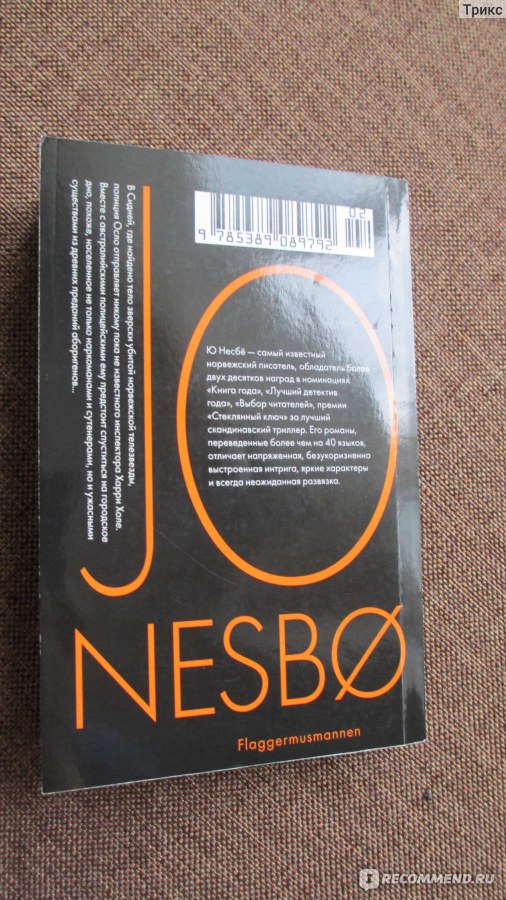 Трикс
02
9 785389 089792
JO
В Сидней, где найдено тело зверски убитой норвежской телезвезды,
полиция Осло отправляет никому пока не известного инспектора Харри Холе.
Вместе с австралийскими полицейскими ему предстоит спуститься на городское
дно, похоже, населенное не только наркоманами и сутенерами, но и ужасными
существами из древних преданий аборигенов...
Ю Несбё — самый известный
норвежский писатель, обладатель более
двух десятков наград в номинациях
«Книга года», «Лучший детектив
года», «Выбор читателей», премии
«Стеклянный ключ» за лучший
скандинавский триллер. Его романы,
переведенные более чем на 40 языков,
отличает напряженная, безукоризненно
выстроенная интрига, яркие характеры
и всегда неожиданная развязка.
NESBØ
Flaggermusmannen
RECOMMEND.RU